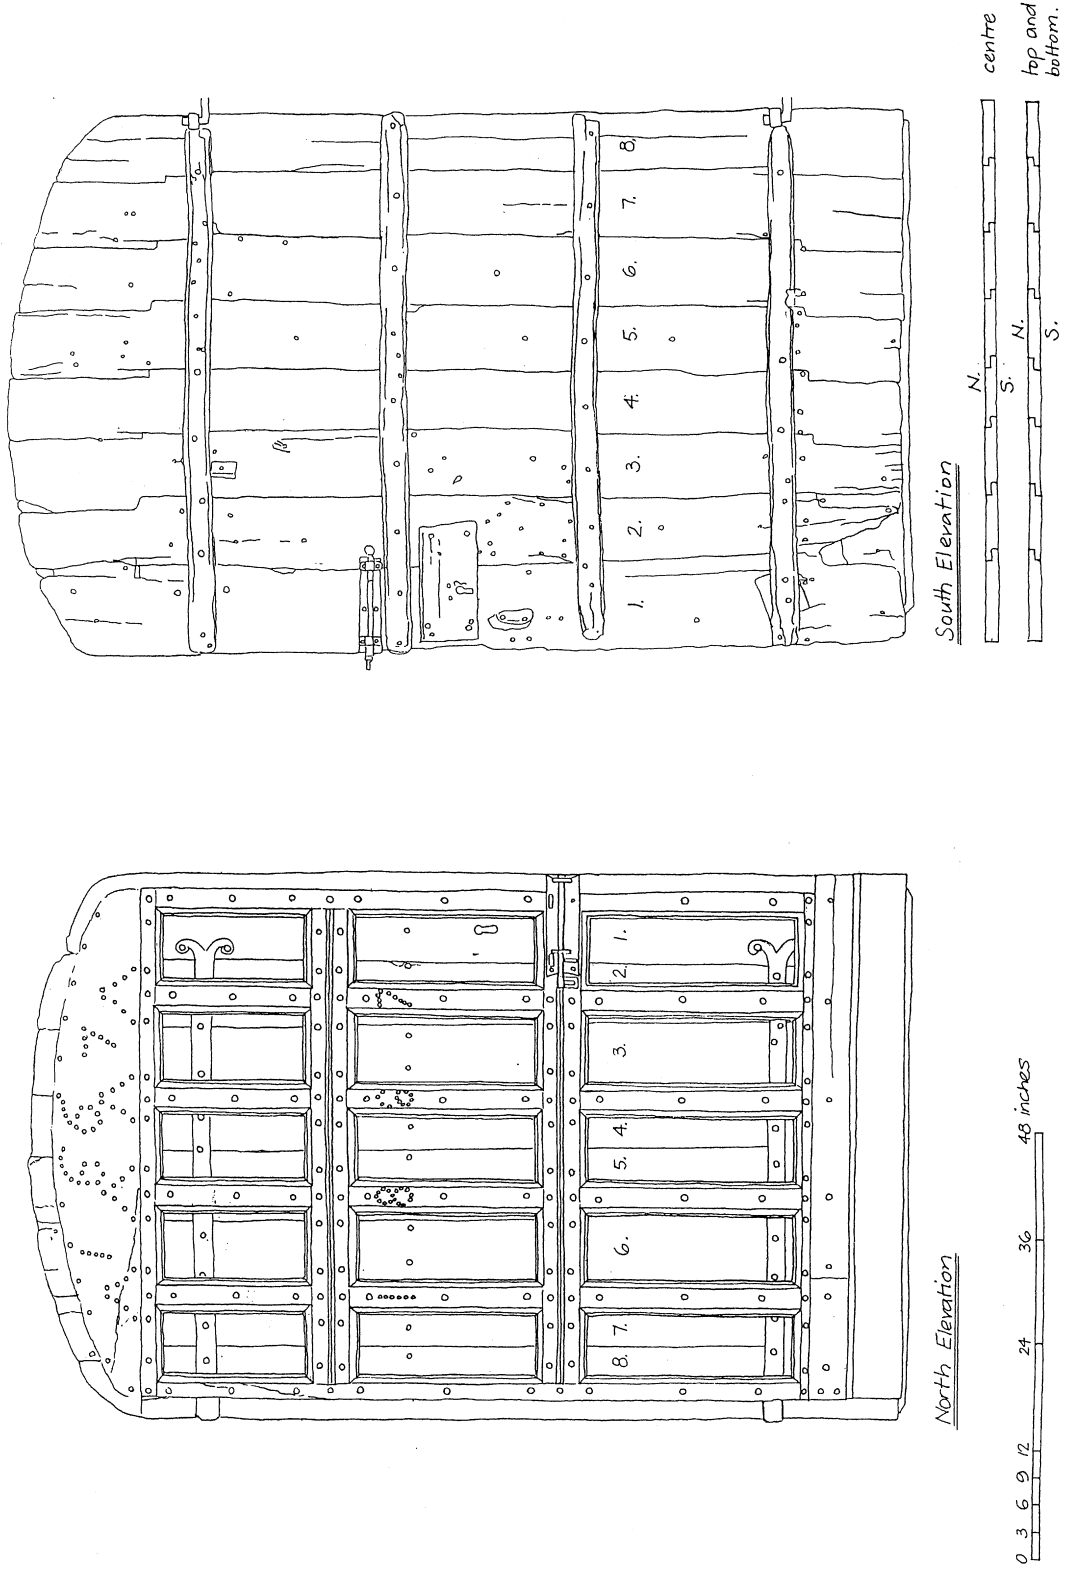 8. 7. 6. 5. 4. 3. 2. 1.
1. 2. 3. 4. 5. 6. 7. 8.
North Elevation
South Elevation
N.
centre
S.
N.
top and
bottom.
S.
0 3 6 9 12 24 36 48 inches